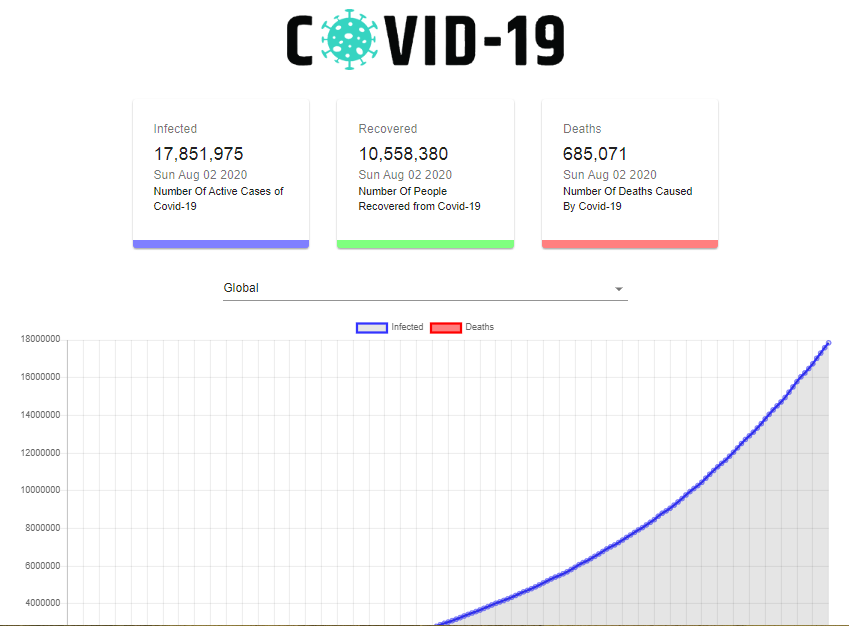 COVID-19
Infected
17,851,975
Sun Aug 02 2020
Number Of Active Cases of
Covid-19
Recovered
10,558,380
Sun Aug 02 2020
Number Of People
Recovered from Covid-19
Deaths
685,071
Sun Aug 02 2020
Number Of Deaths Caused
By Covid-19
Global
Infected Deaths
18000000
16000000
14000000
12000000
10000000
8000000
6000000
4000000